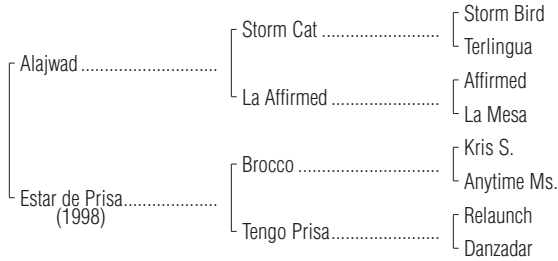 Storm Bird
Storm Cat ........................
Terlingua
Alajwad ............................
Affirmed
La Affirmed ......................
La Mesa
Kris S.
Brocco .............................
Anytime Ms.
Estar de Prisa...................
(1998)
Relaunch
Tengo Prisa......................
Danzadar